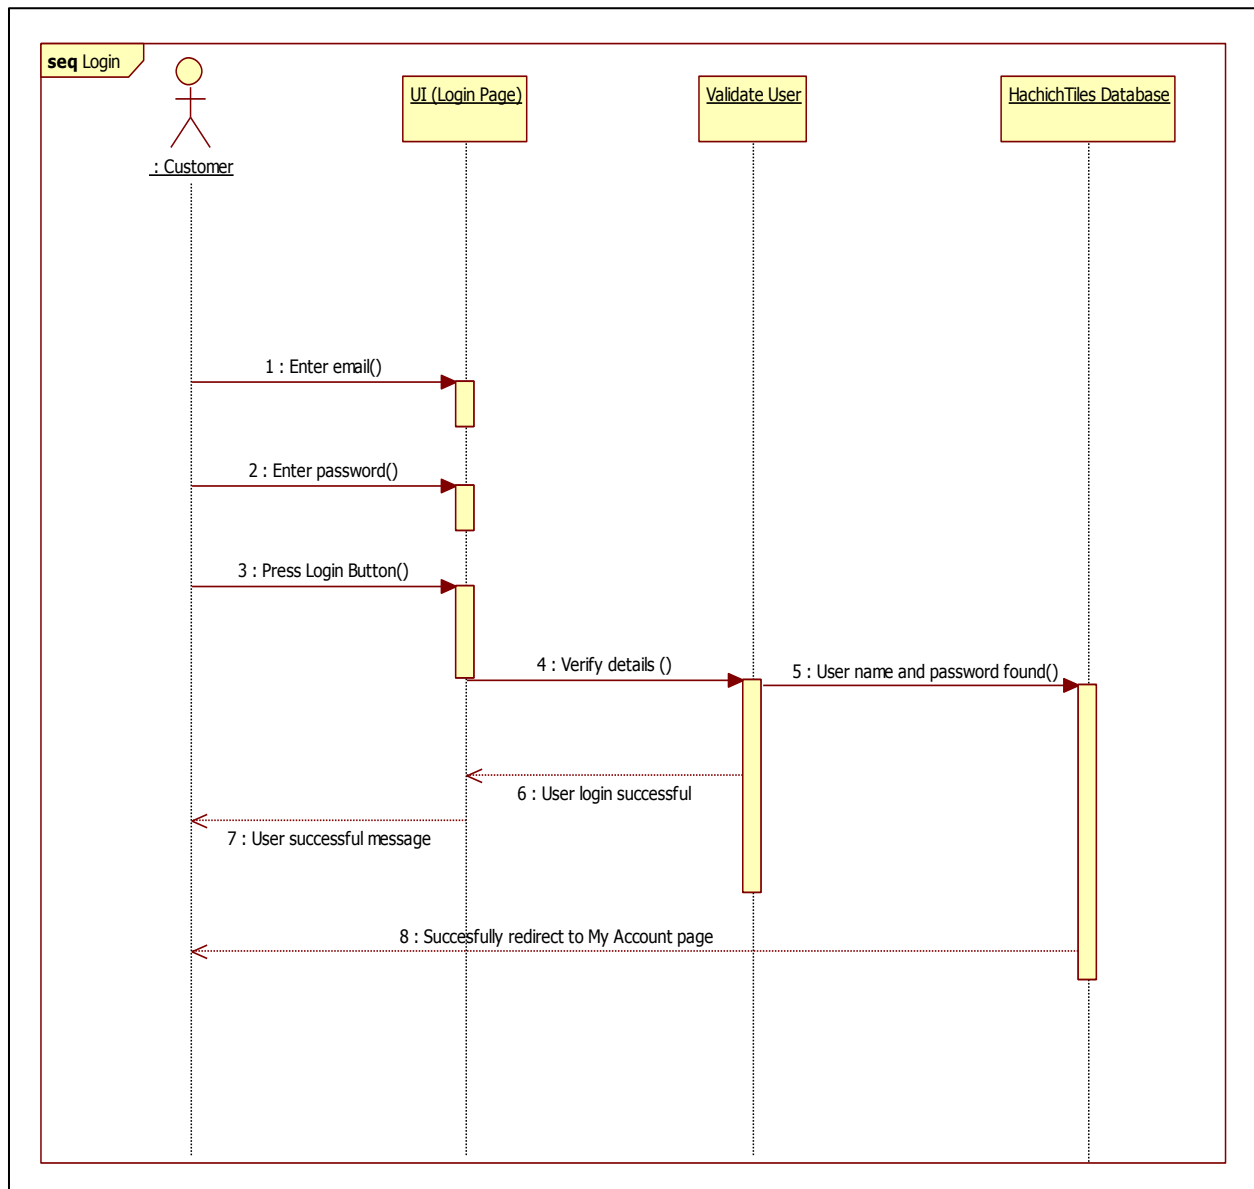 seq Login
UI (Login Page)
Validate User
HachichTiles Database
: Customer
1 : Enter email()
2 : Enter password()
3 : Press Login Button()
4 : Verify details ()
5 : User name and password found()
6 : User login successful
7 : User successful message
8 : Succesfully redirect to My Account page